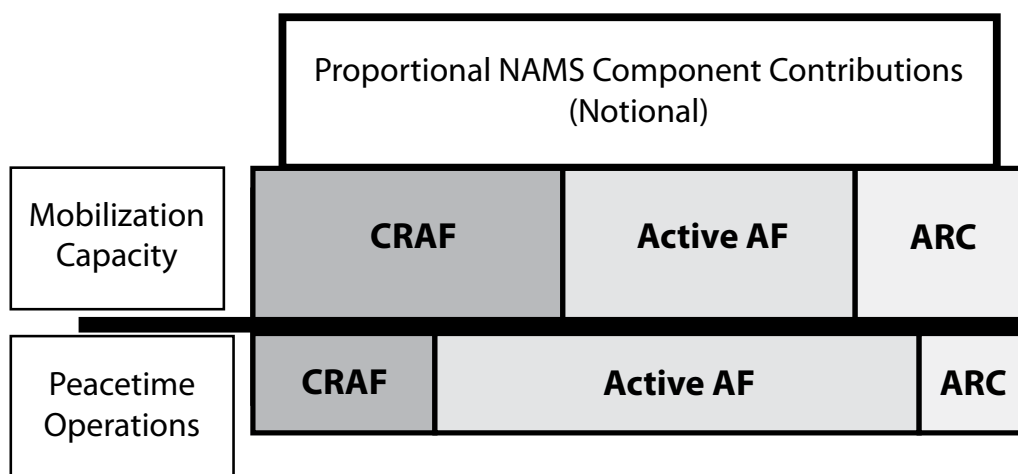 Proportional NAMS Component Contributions
(Notional)
Mobilization
Capacity
CRAF
Active AF
ARC
Peacetime
Operations
CRAF
Active AF
ARC